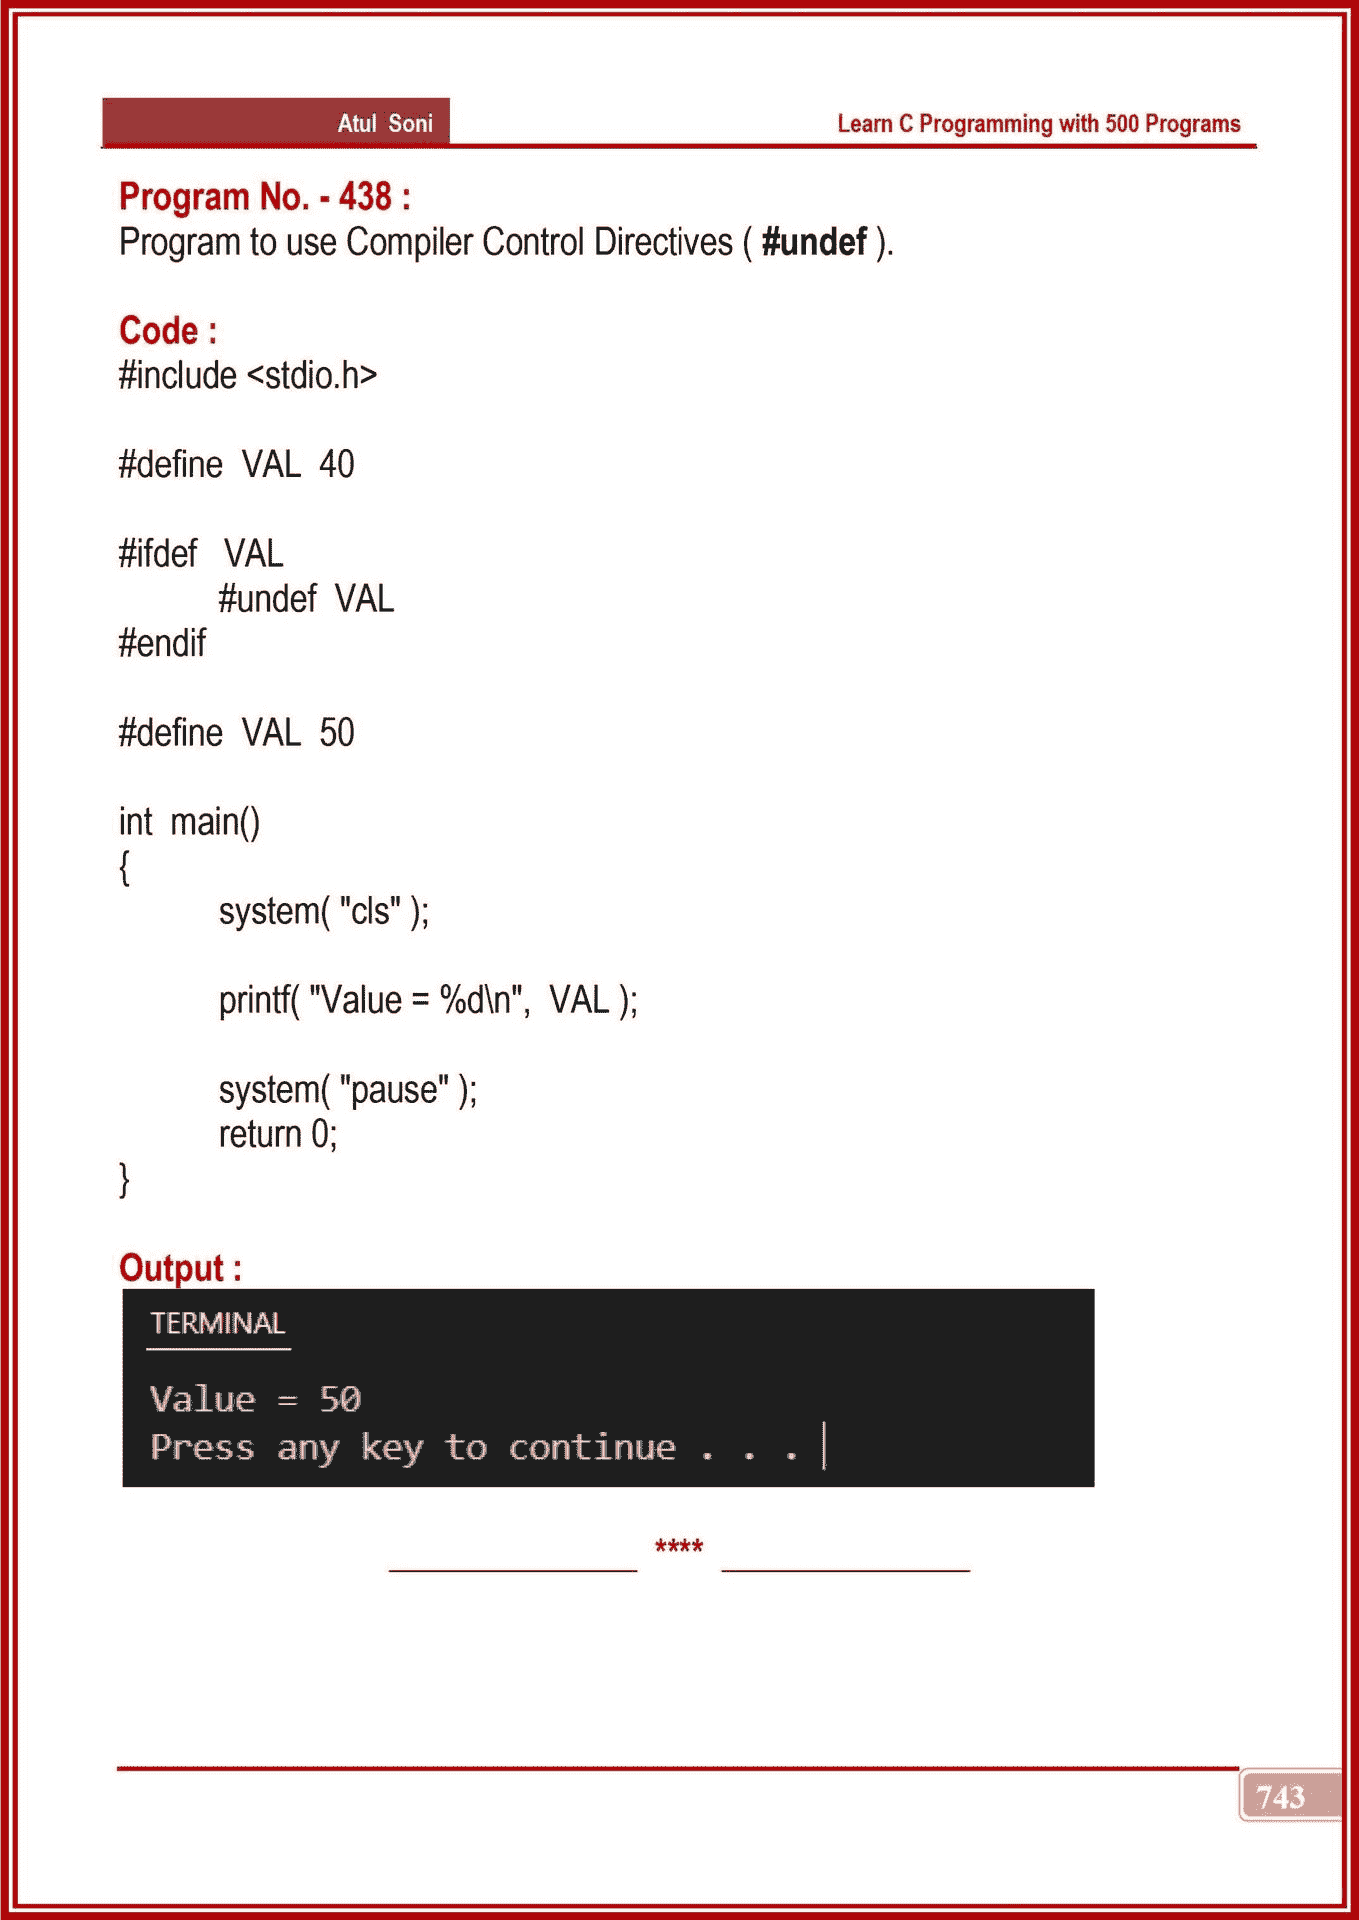 Atul  Soni
Learn C Programming with 500 Programs
Program No. - 438 :
Program to use Compiler Control Directives ( #undef ).
Code :
#include <stdio.h>
#define  VAL  40
#ifdef   VAL
#undef  VAL
#endif
#define  VAL  50
int  main()
{
system( "cls" );
printf( "Value = %d\n",  VAL );
system( "pause" );
return 0;
}
Output :
TERMINAL
Value = 50
Press any key to continue . . .
****
743